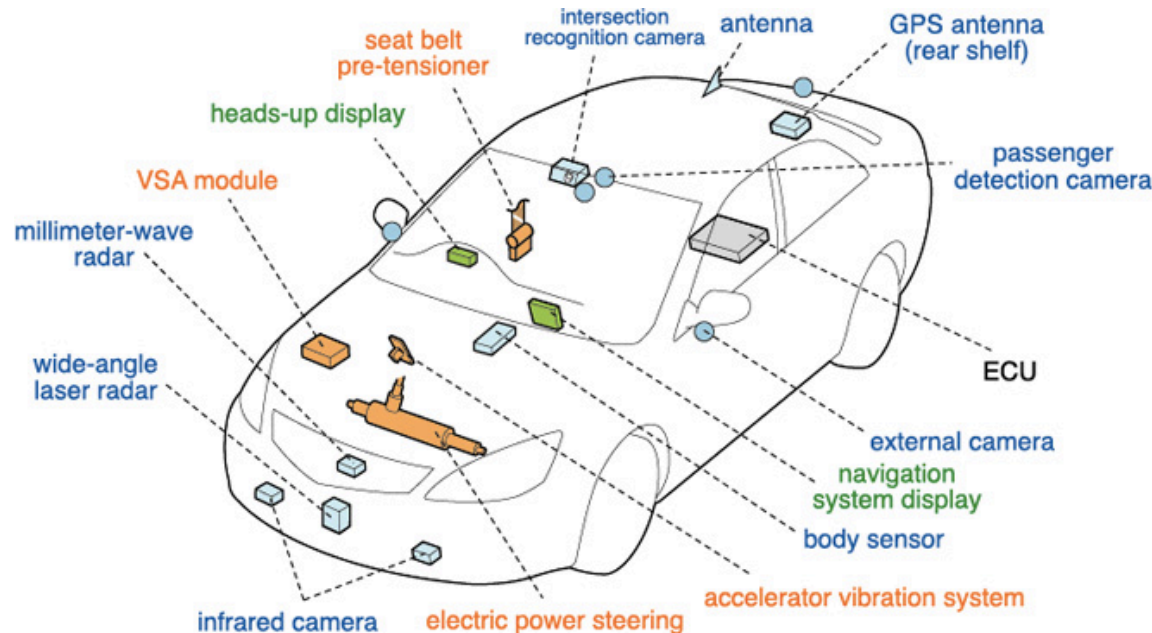 intersection
recognition camera
antenna
GPS antenna
(rear shelf)
seat belt
pre-tensioner
heads-up display
VSA module
passenger
detection camera
millimeter-wave
radar
wide-angle
laser radar
ECU
external camera
navigation
system display
body sensor
accelerator vibration system
infrared camera
electric power steering